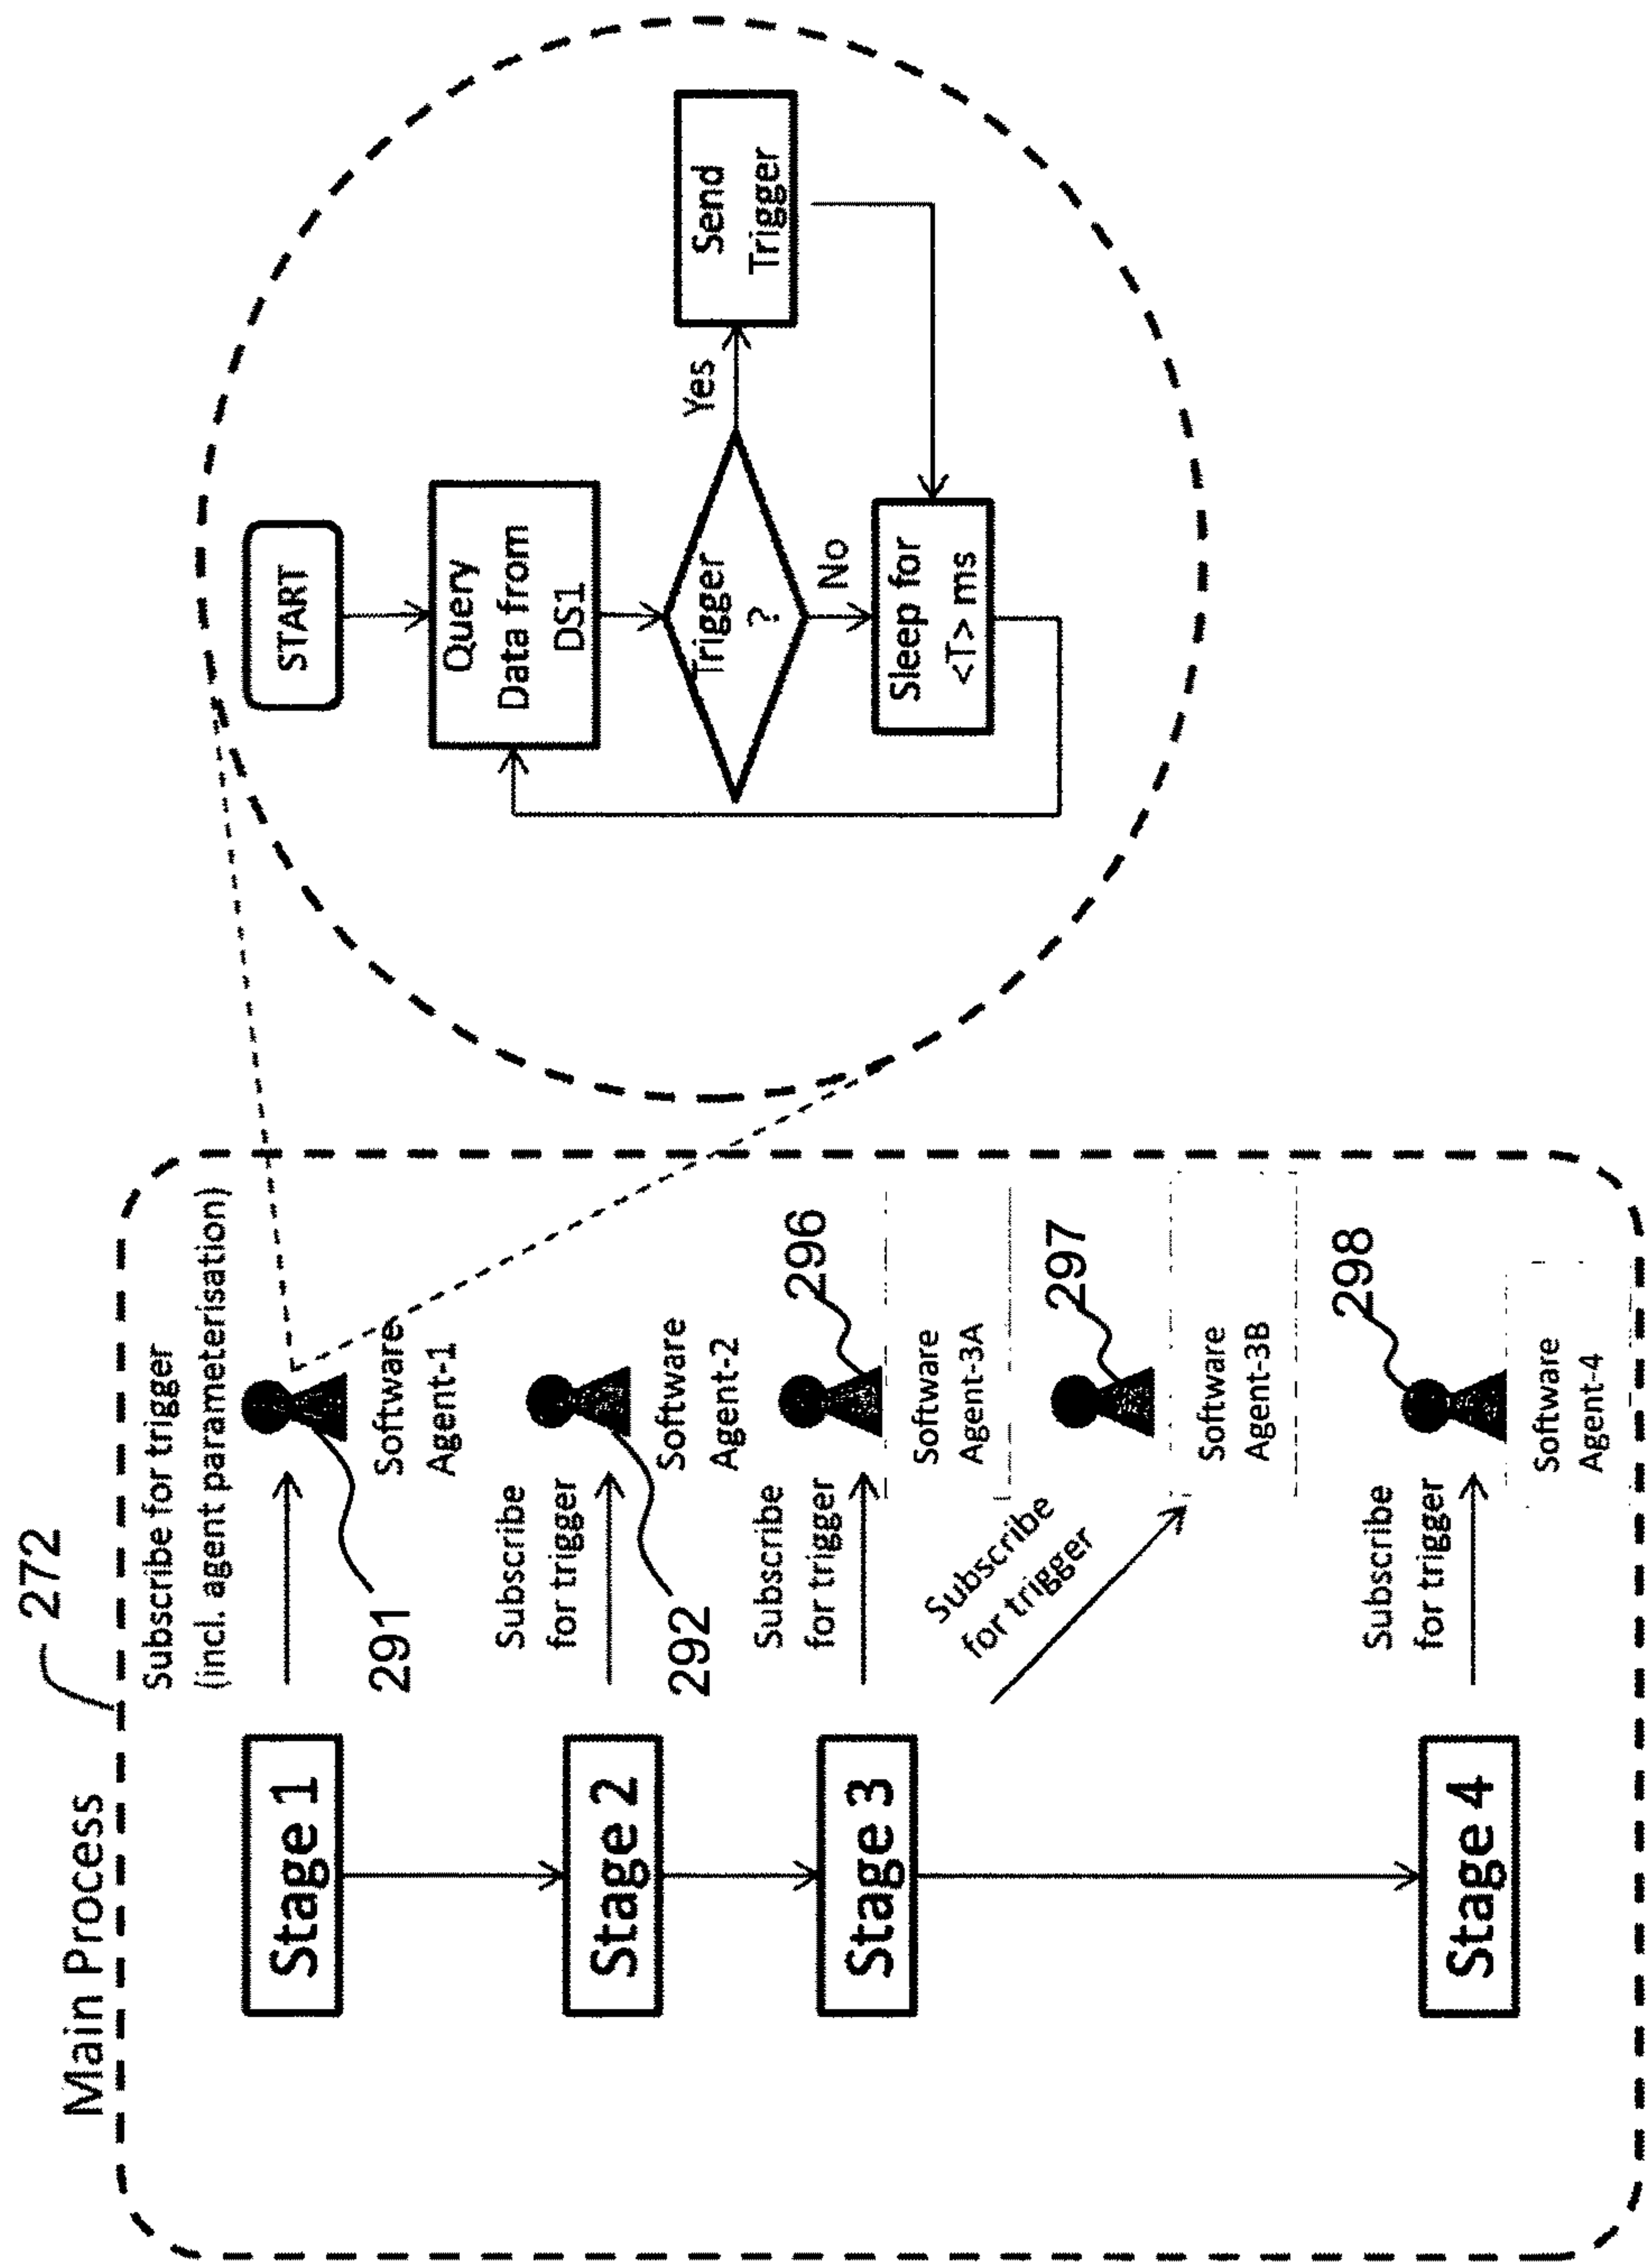 Main Process
272
Subscribe for trigger
(incl. agent parameterisation)
Stage 1
291
Software
Agent-1
Subscribe
for trigger
Stage 2
292
Software
Agent-2
Subscribe
for trigger
Stage 3
296
Software
Agent-3A
Subscribe
for trigger
297
Software
Agent-3B
Subscribe
for trigger
Stage 4
298
Software
Agent-4
START
Query
Data from
DS1
Trigger
?
Yes
Send
Trigger
No
Sleep for
<T> ms